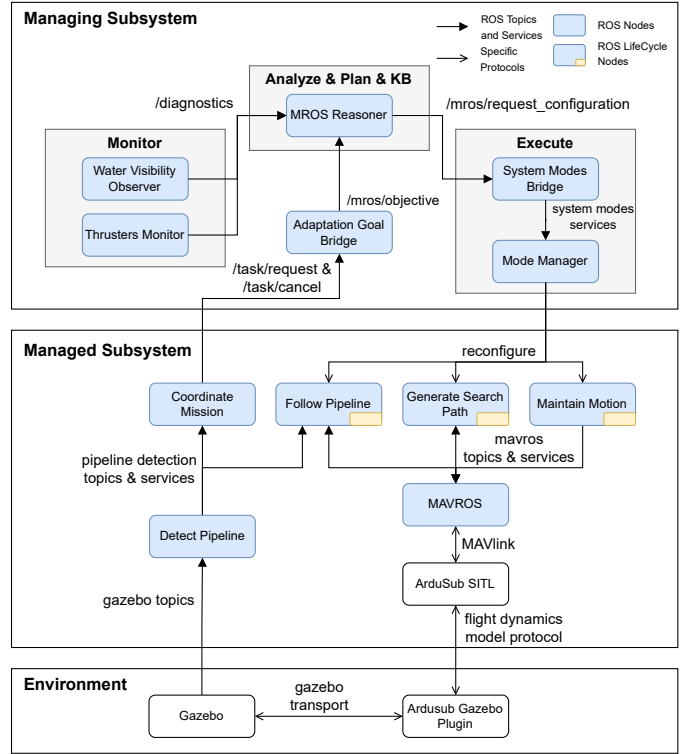 Managing Subsystem
ROS Topics
and Services
ROS Nodes
Specific
Protocols
ROS LifeCycle
Nodes
Analyze & Plan & KB
/diagnostics
MROS Reasoner
/mros/request_configuration
Monitor
Water Visibility
Observer
Thrusters Monitor
Execute
System Modes
Bridge
/mros/objective
system modes
services
Adaptation Goal
Bridge
Mode Manager
/task/request &
/task/cancel
Managed Subsystem
reconfigure
Coordinate
Mission
Follow Pipeline
Generate Search
Path
Maintain Motion
pipeline detection
topics & services
mavros
topics & services
MAVROS
Detect Pipeline
MAVlink
ArduSub SITL
gazebo topics
flight dynamics
model protocol
Environment
Gazebo
gazebo
transport
Ardusub Gazebo
Plugin